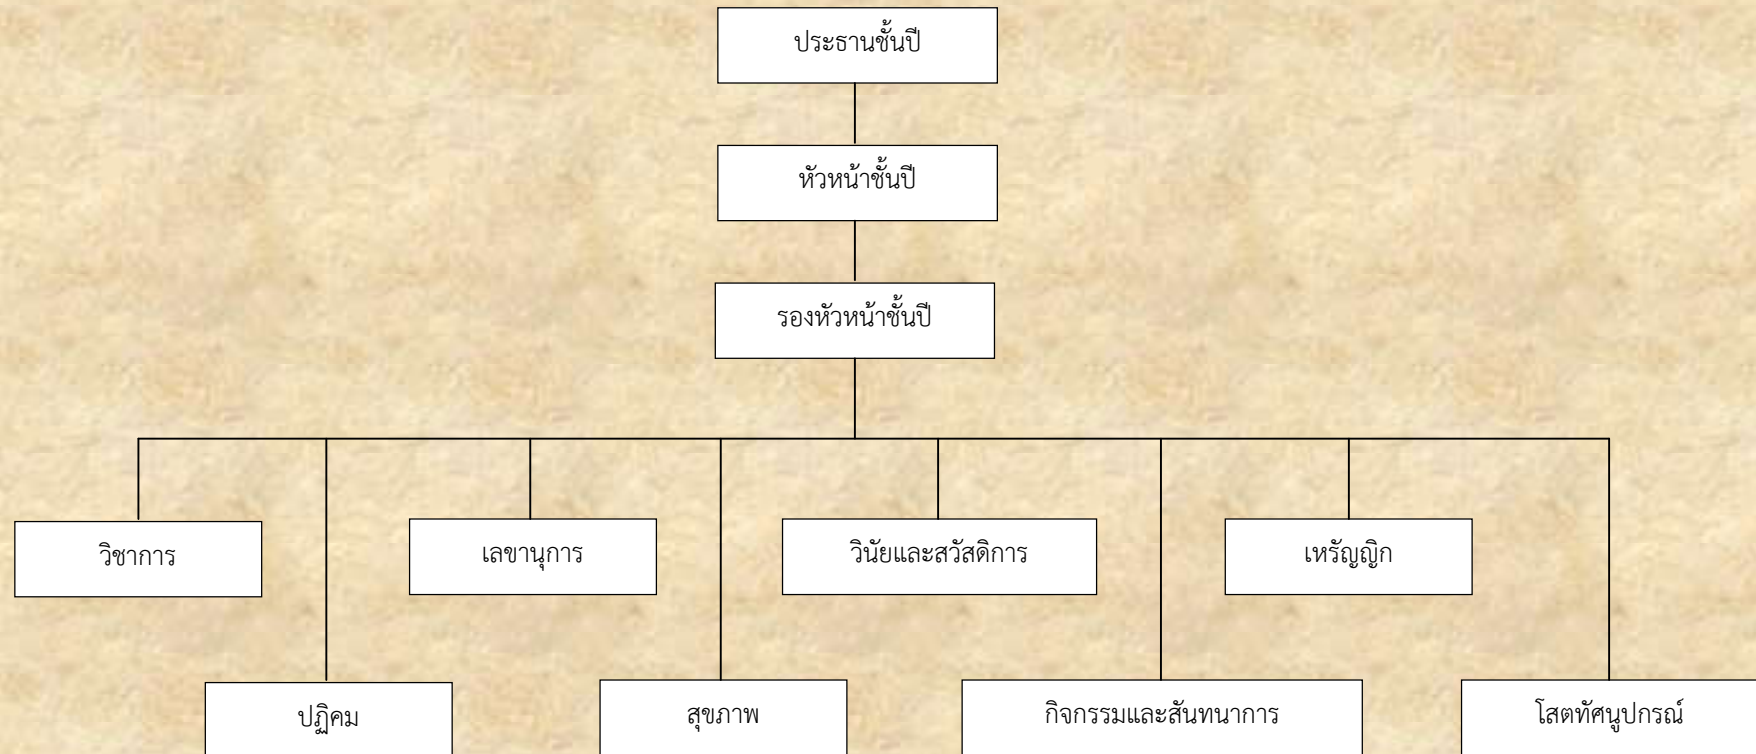 ประธานชั้นปี
หัวหน้าชั้นปี
รองหัวหน้าชั้นปี
วิชาการ
เลขานุการ
วินัยและสวัสดิการ
เหรัญญิก
ปฏิคม
สุขภาพ
กิจกรรมและสันทนาการ
โสตทัศนูปกรณ์